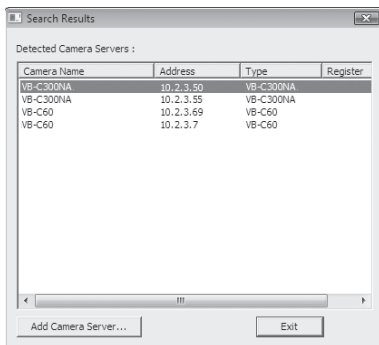 Search Results
Detected Camera Servers :
Camera Name Address Type Register
VB-C300NA 10.2.3.50 VB-C300NA
VB-C300NA 10.2.3.55 VB-C300NA
VB-C60 10.2.3.69 VB-C60
VB-C60 10.2.3.7 VB-C60
Add Camera Server... Exit